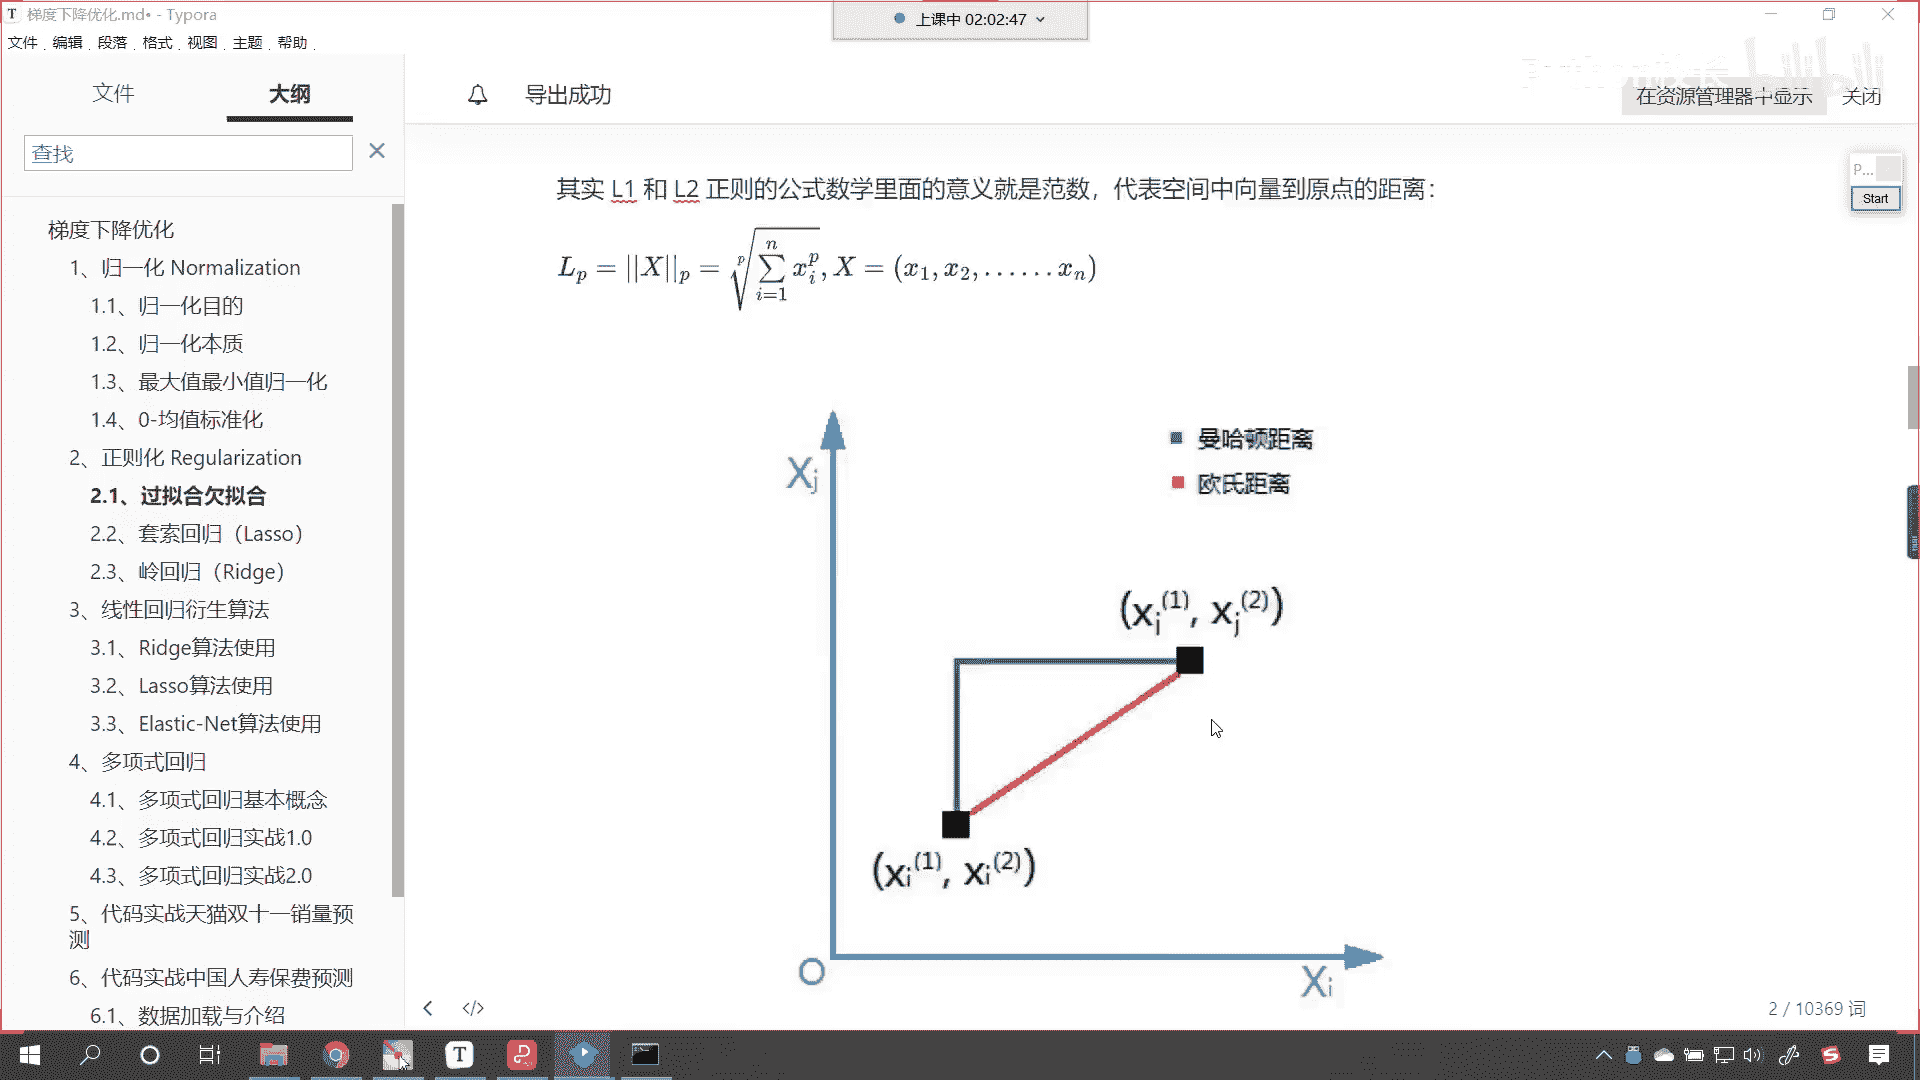 梯度下降优化.md• - Typora
上课中 02:02:47
文件 编辑 段落 格式 视图 主题 帮助
文件 大纲
导出成功
在资源管理器中显示 关闭
查找
P...
Start
梯度下降优化
1、归一化 Normalization
1.1、归一化目的
1.2、归一化本质
1.3、最大值最小值归一化
1.4、0-均值标准化
2、正则化 Regularization
2.1、过拟合欠拟合
2.2、套索回归（Lasso）
2.3、岭回归（Ridge）
3、线性回归衍生算法
3.1、Ridge算法使用
3.2、Lasso算法使用
3.3、Elastic-Net算法使用
4、多项式回归
4.1、多项式回归基本概念
4.2、多项式回归实战1.0
4.3、多项式回归实战2.0
5、代码实战天猫双十一销量预
测
6、代码实战中国人寿保费预测
6.1、数据加载与介绍
其实 L1 和 L2 正则的公式数学里面的意义就是范数，代表空间中向量到原点的距离：
$L_p = ||X||_p = \sqrt[p]{\sum_{i=1}^{n} x_i^p}, X = (x_1, x_2, ...... x_n)$
曼哈顿距离
欧氏距离
Xj
(xj(1), xj(2))
(xi(1), xi(2))
O
Xi
2 / 10369 词